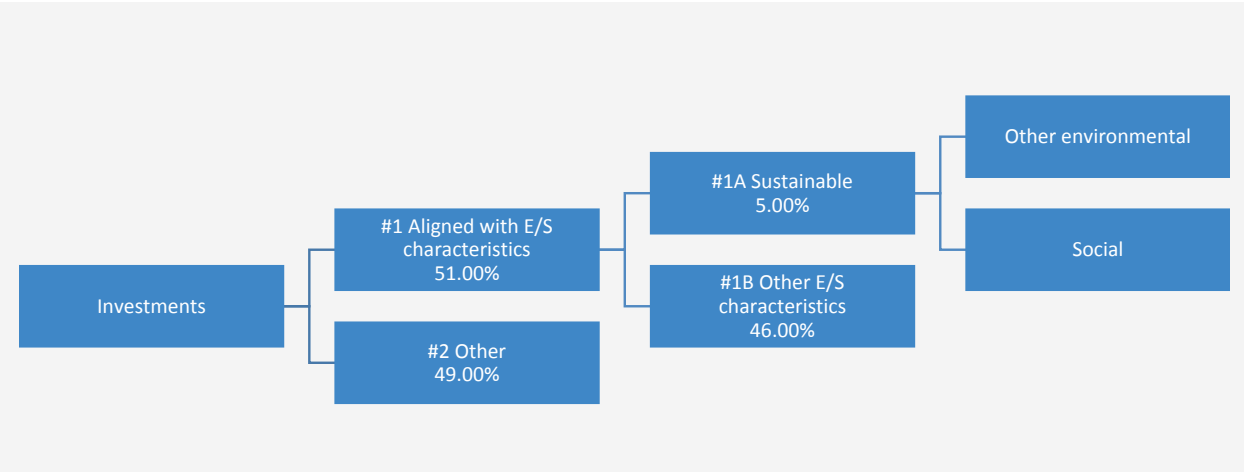 Investments
#1 Aligned with E/S
characteristics
51.00%
#2 Other
49.00%
#1A Sustainable
5.00%
#1B Other E/S
characteristics
46.00%
Other environmental
Social